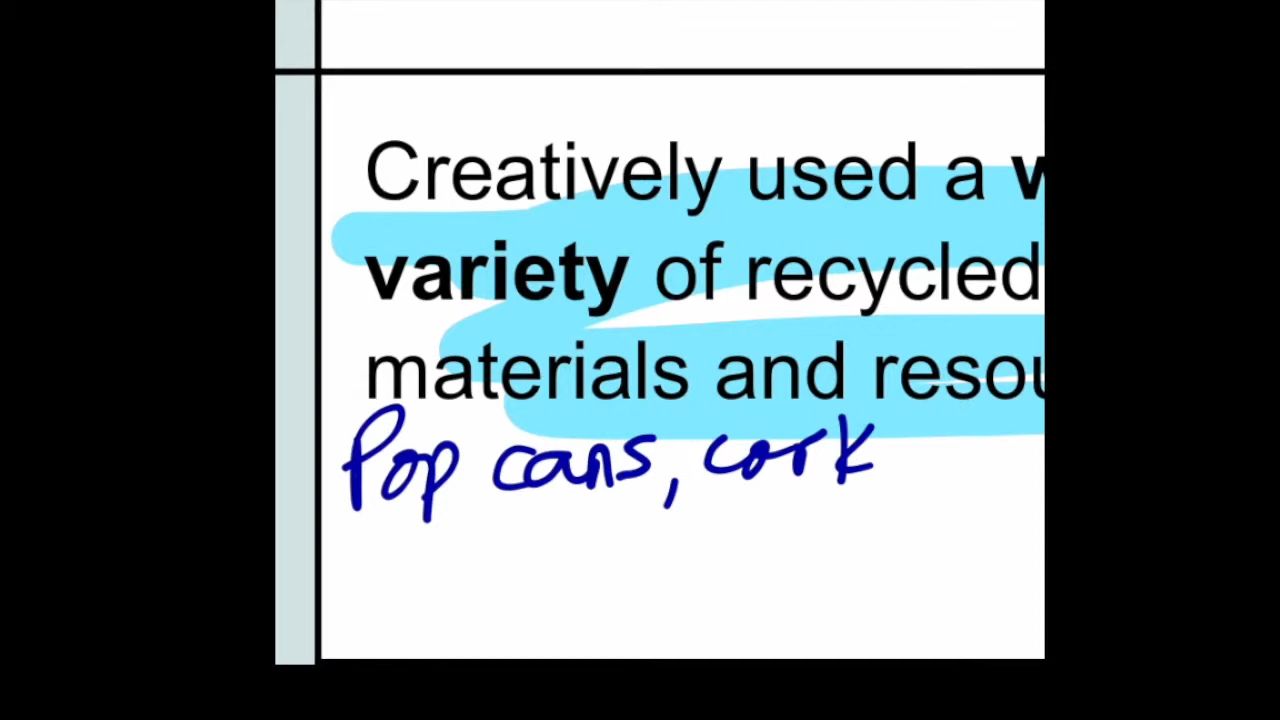 Creatively used a
variety of recycled
materials and resou
Pop cans, cork